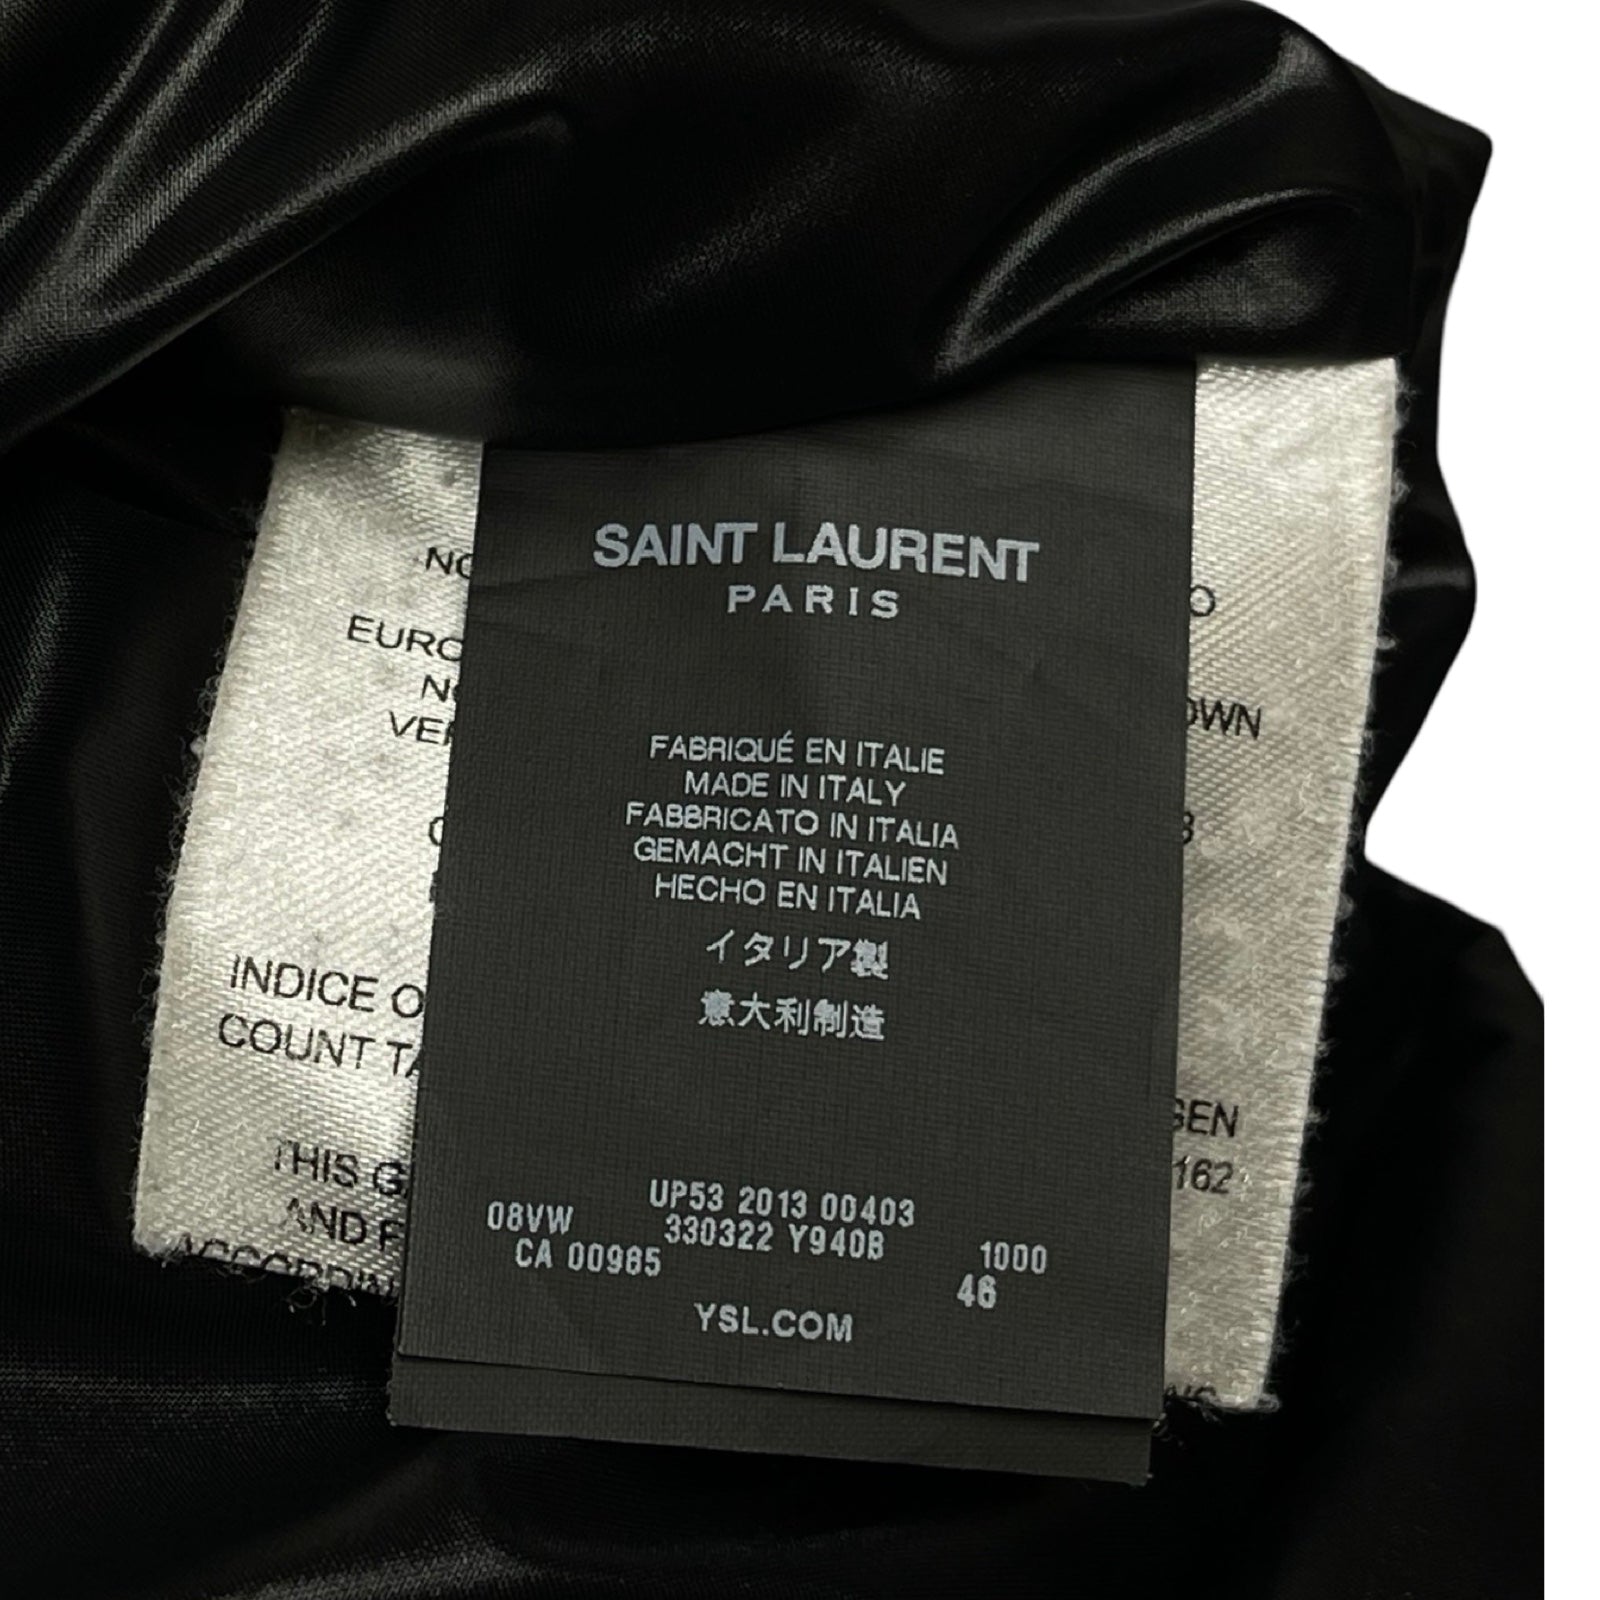 SAINT LAURENT
PARIS
FABRIQUÉ EN ITALIE
MADE IN ITALY
FABBRICATO IN ITALIA
GEMACHT IN ITALIEN
HECHO EN ITALIA
イタリア製
意大利制造
UP53 2013 00403
08VW 330322 Y940B 1000
CA 00985 46
YSL.COM
INDICE
COUNT
THIS
AND
162